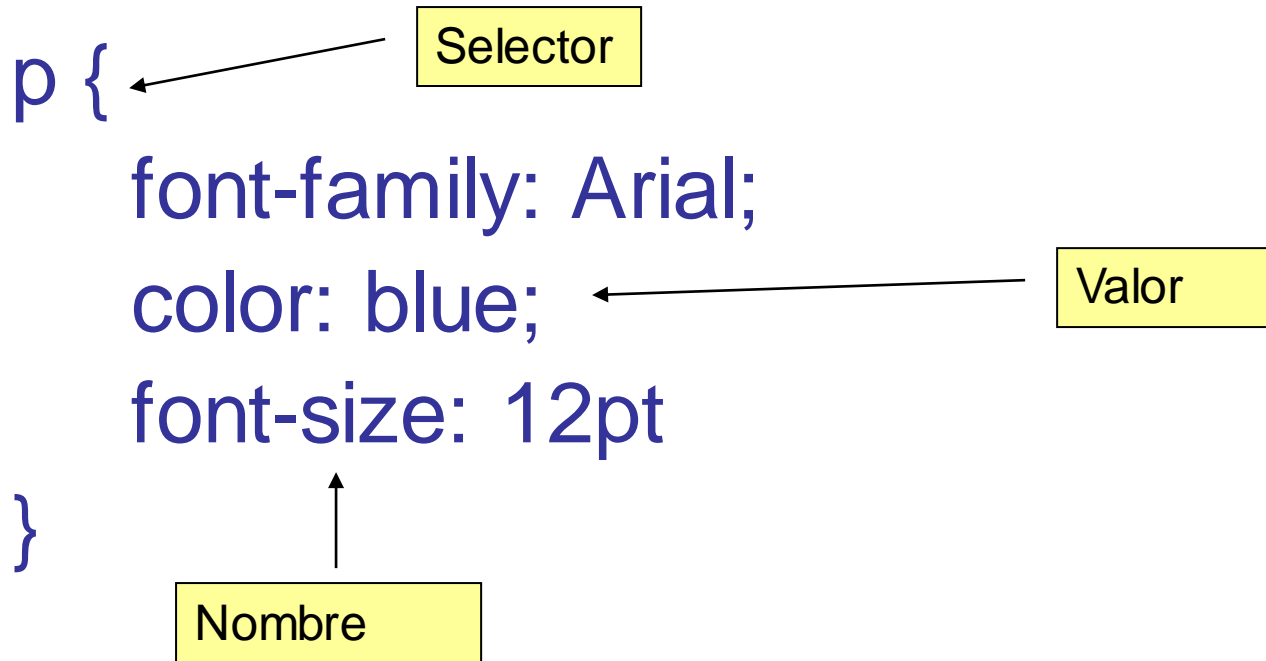 Selector
p {
font-family: Arial;
color: blue;
Valor
font-size: 12pt
}
Nombre